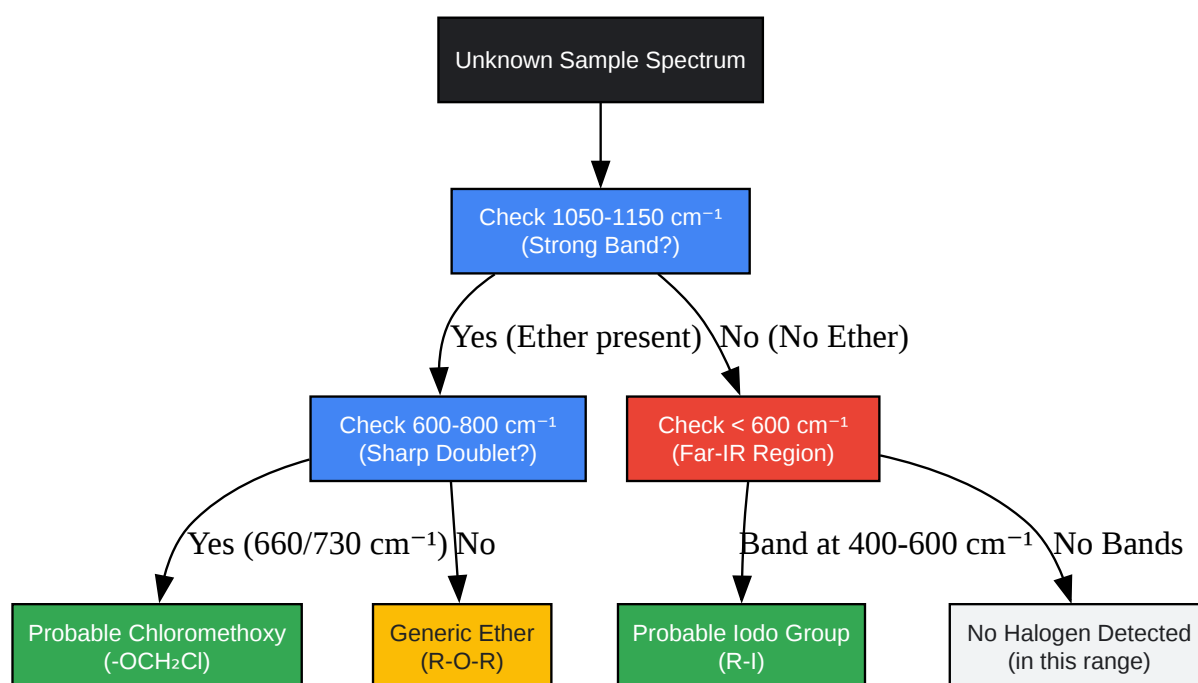 Unknown Sample Spectrum
Check 1050-1150 cm⁻¹
(Strong Band?)
Yes (Ether present)
No (No Ether)
Check 600-800 cm⁻¹
(Sharp Doublet?)
Check < 600 cm⁻¹
(Far-IR Region)
Yes (660/730 cm⁻¹)
No
Band at 400-600 cm⁻¹
No Bands
Probable Chloromethoxy
(-OCH₂Cl)
Generic Ether
(R-O-R)
Probable Iodo Group
(R-I)
No Halogen Detected
(in this range)